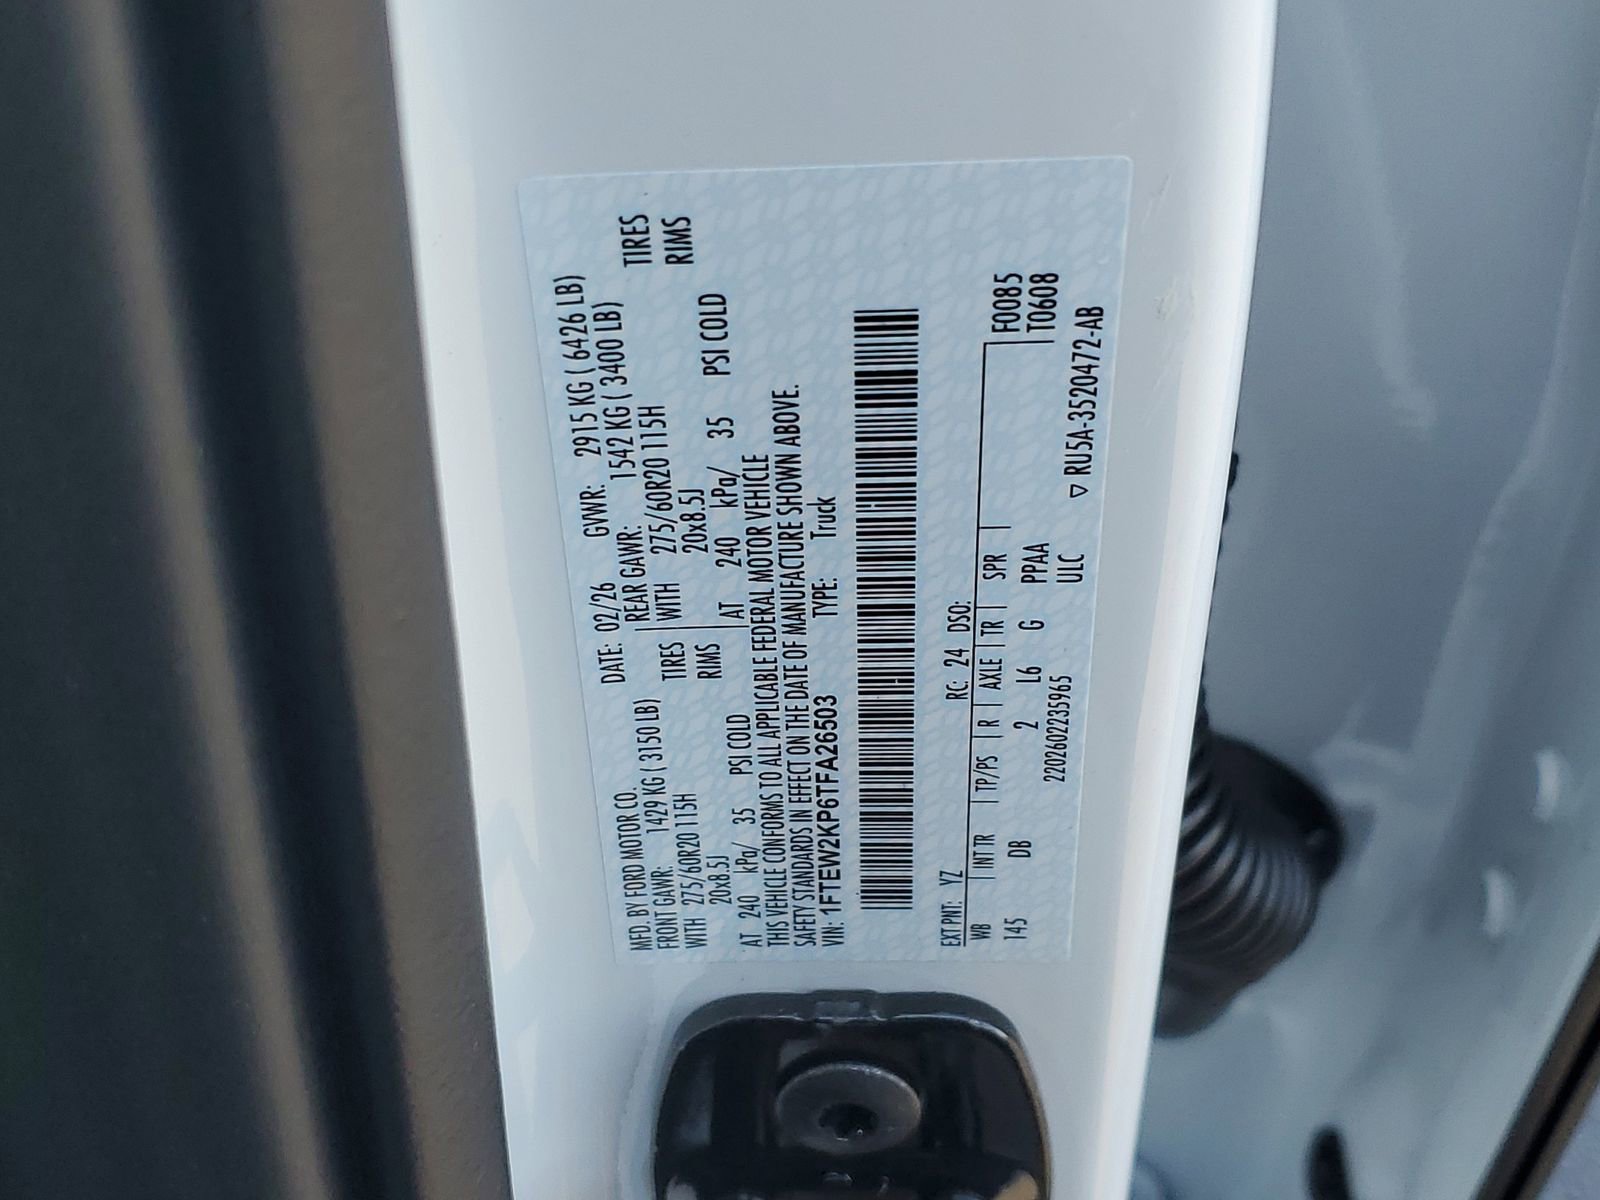 MFD. BY FORD MOTOR CO. DATE: 02/26 GVWR: 2915 KG ( 6426 LB)
FRONT GAWR: 1429 KG ( 3150 LB) REAR GAWR: 1542 KG ( 3400 LB)
WITH 275/60R20 115H TIRES WITH 275/60R20 115H TIRES
20x8.5J RIMS 20x8.5J RIMS
AT 240 kPa/ 35 PSI COLD AT 240 kPa/ 35 PSI COLD
THIS VEHICLE CONFORMS TO ALL APPLICABLE FEDERAL MOTOR VEHICLE
SAFETY STANDARDS IN EFFECT ON THE DATE OF MANUFACTURE SHOWN ABOVE.
VIN: 1FTEW2KP6TFA26503 TYPE: Truck
EXT PNT: YZ RC: 24 DSO:
WB INT TR TP/PS R AXLE TR SPR F0085
145 DB 2 L6 G PPAA T0608
220260223 5965 ULC
▽ RU5A-3520472-AB